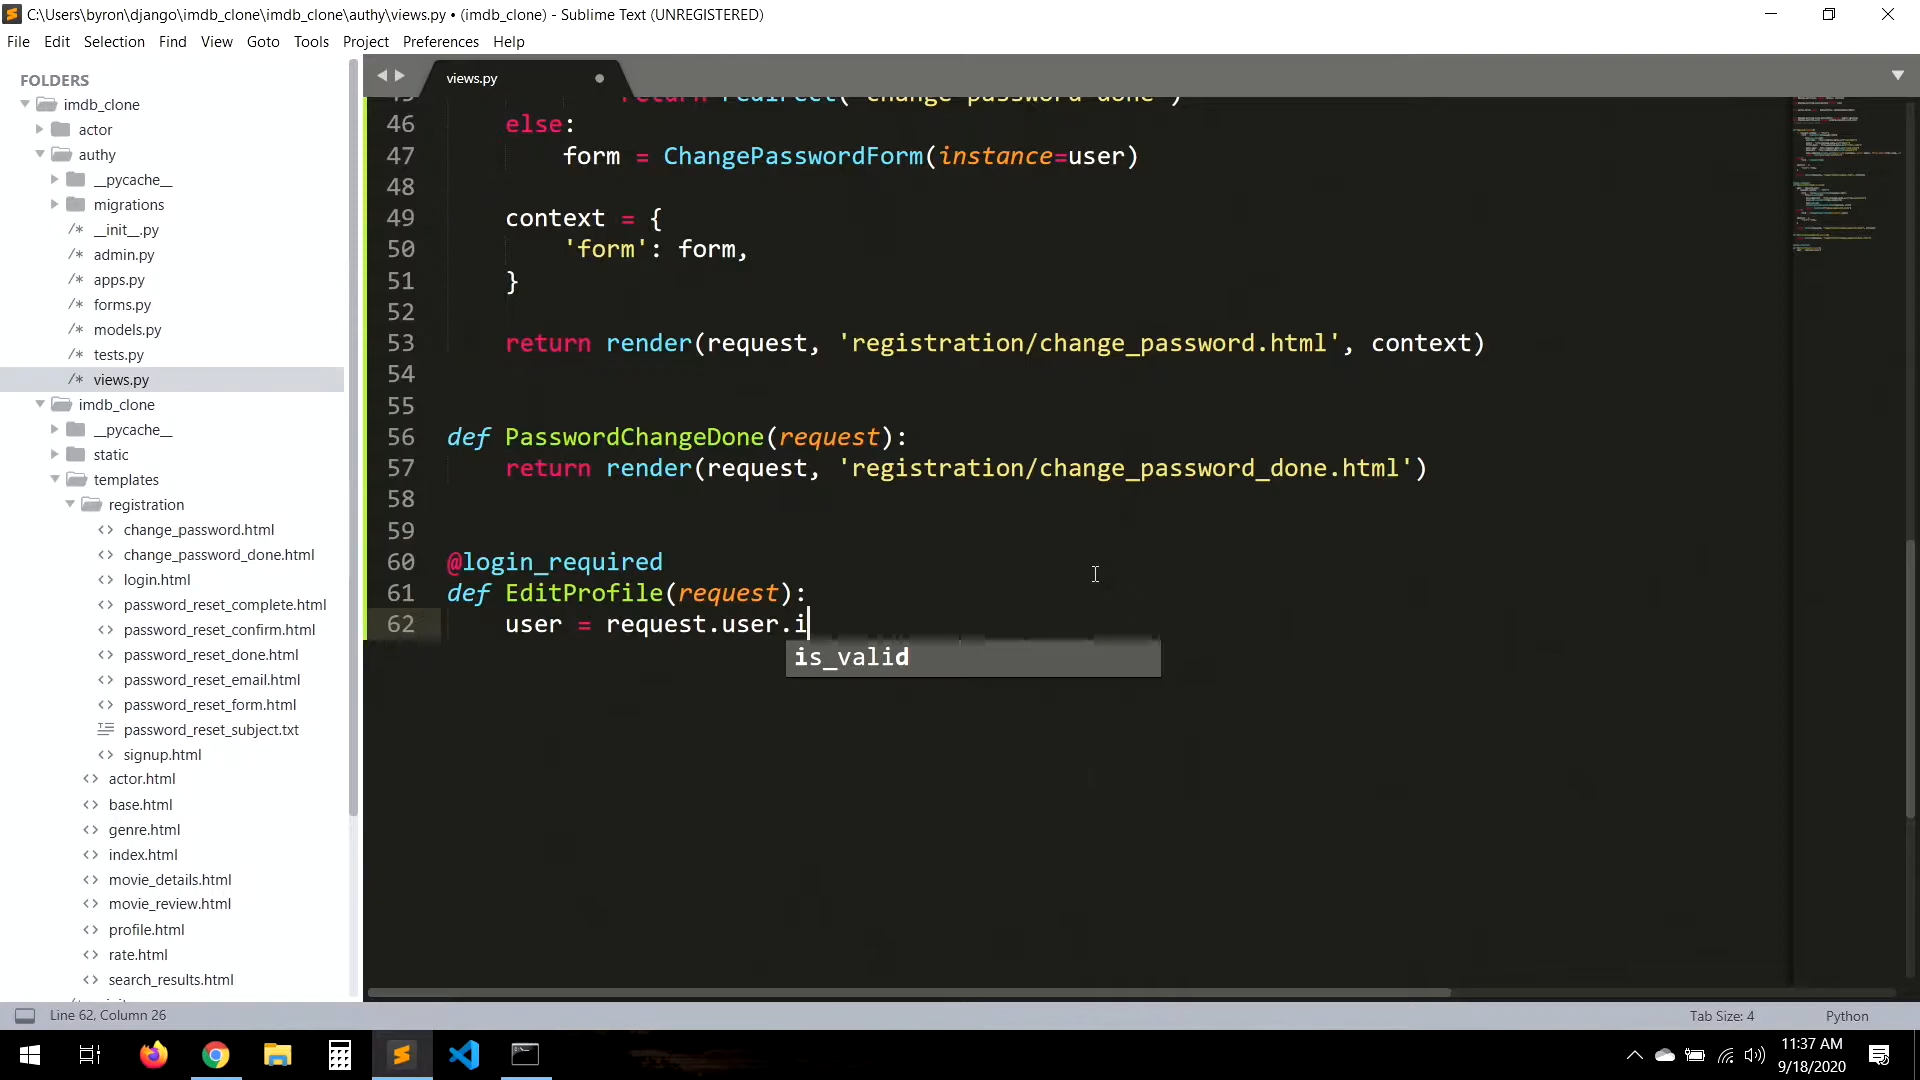 C:\Users\byron\django\imdb_clone\imdb_clone\authy\views.py • (imdb_clone) - Sublime Text (UNREGISTERED)
File Edit Selection Find View Goto Tools Project Preferences Help
FOLDERS
imdb_clone
actor
authy
__pycache__
migrations
/* __init__.py
/* admin.py
/* apps.py
/* forms.py
/* models.py
/* tests.py
/* views.py
imdb_clone
__pycache__
static
templates
registration
<> change_password.html
<> change_password_done.html
<> login.html
<> password_reset_complete.html
<> password_reset_confirm.html
<> password_reset_done.html
<> password_reset_email.html
<> password_reset_form.html
password_reset_subject.txt
<> signup.html
<> actor.html
<> base.html
<> genre.html
<> index.html
<> movie_details.html
<> movie_review.html
<> profile.html
<> rate.html
<> search_results.html
views.py
45 return redirect('change_password_done')
46 else:
47 form = ChangePasswordForm(instance=user)
48
49 context = {
50 'form': form,
51 }
52
53 return render(request, 'registration/change_password.html', context)
54
55
56 def PasswordChangeDone(request):
57 return render(request, 'registration/change_password_done.html')
58
59
60 @login_required
61 def EditProfile(request):
62 user = request.user.i
is_valid
Line 62, Column 26
Tab Size: 4
Python
11:37 AM
9/18/2020